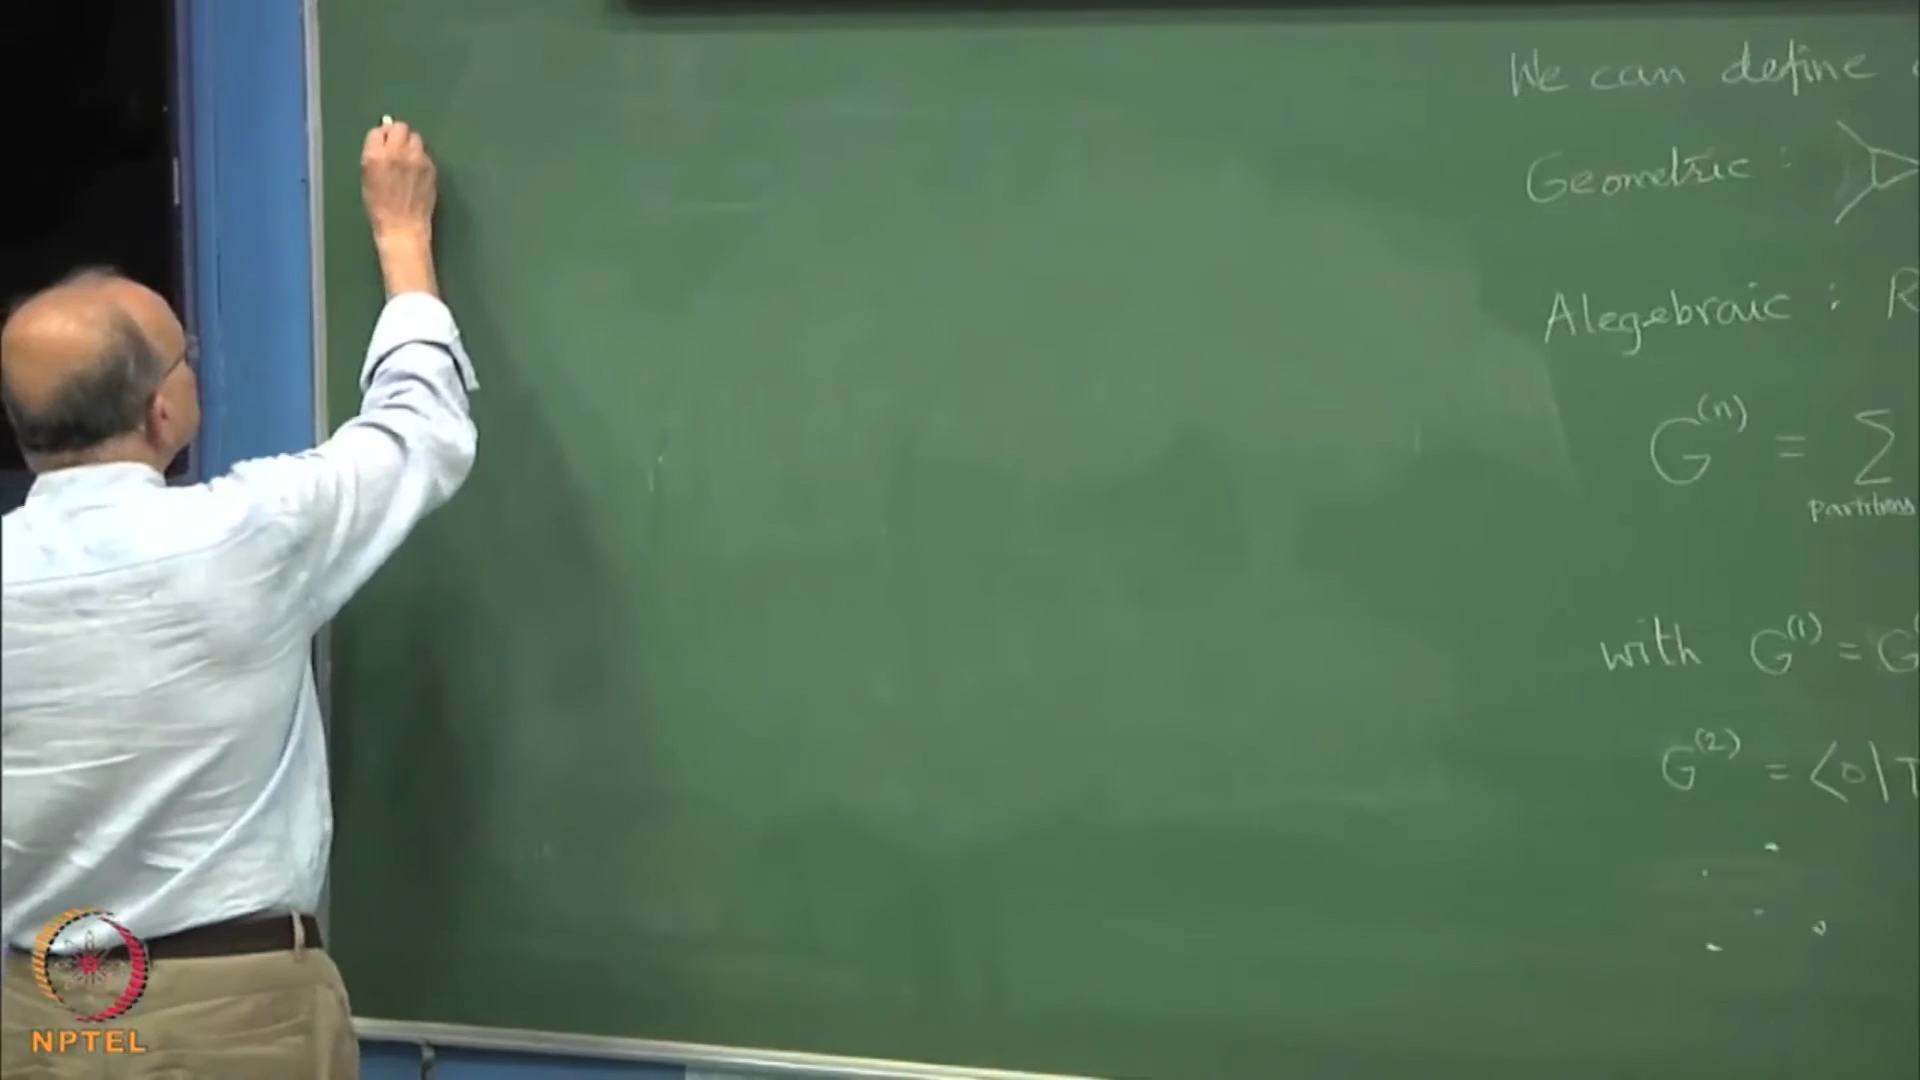 We can define
Geometric :
Alegebraic : R
G^(n) = Σ
partitions
with G^(1) = G
G^(2) = <0|T
NPTEL